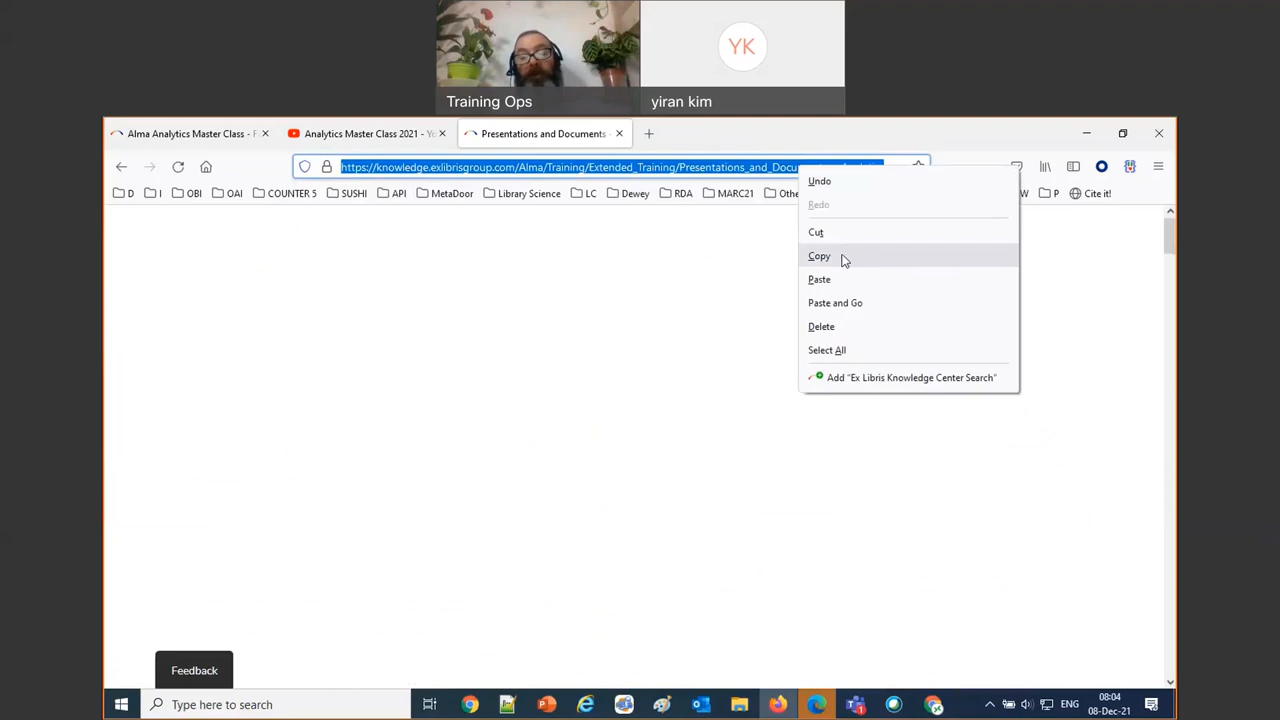 YK
Training Ops
yiran kim
Alma Analytics Master Class - F
Analytics Master Class 2021 - Yo
Presentations and Documents -
https://knowledge.exlibrisgroup.com/Alma/Training/Extended_Training/Presentations_and_Docu
D
I
OBI
OAI
COUNTER 5
SUSHI
API
MetaDoor
Library Science
LC
Dewey
RDA
MARC21
Othe
W
P
Cite it!
Undo
Redo
Cut
Copy
Paste
Paste and Go
Delete
Select All
Add “Ex Libris Knowledge Center Search”
Feedback
Type here to search
ENG
08:04
08-Dec-21